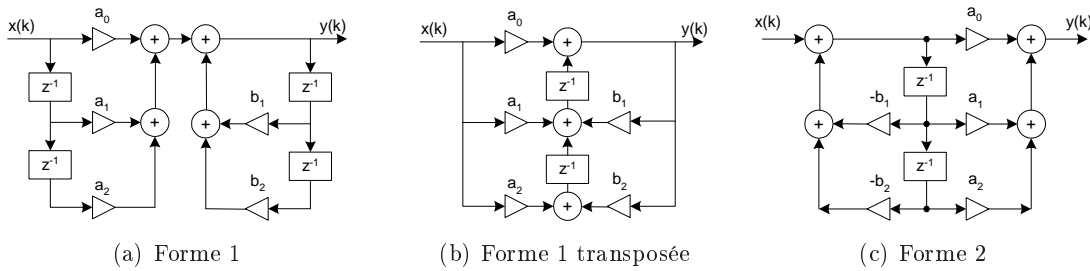 x(k) a₀ + + y(k)
z⁻¹ z⁻¹
a₁ + + b₁
z⁻¹ z⁻¹
a₂ b₂
(a) Forme 1
x(k) a₀ + y(k)
z⁻¹
a₁ + b₁
z⁻¹
a₂ + b₂
(b) Forme 1 transposée
x(k) + a₀ + y(k)
z⁻¹
+ -b₁ a₁ +
z⁻¹
-b₂ a₂
(c) Forme 2